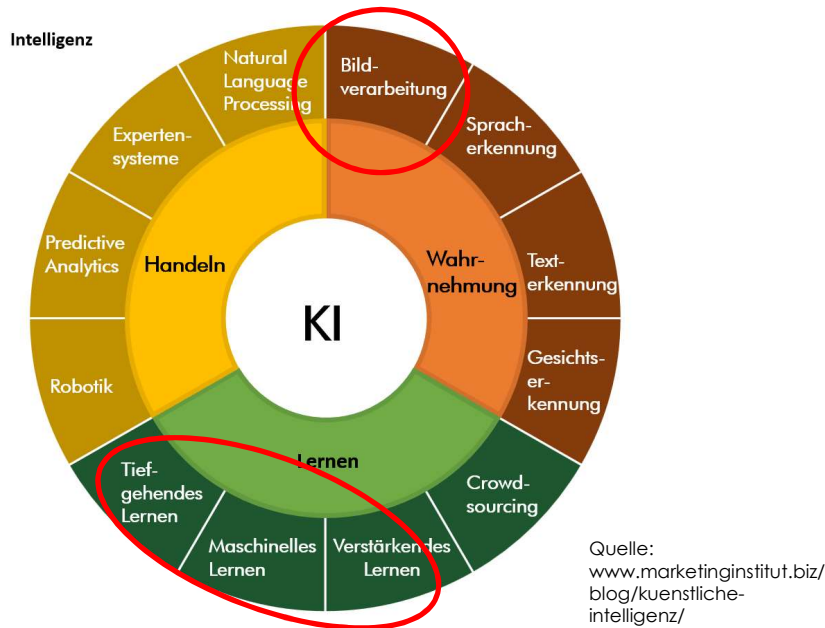 Intelligenz
Natural
Language
Processing
Bild-
verarbeitung
Experten-
systeme
Sprach-
erkennung
Predictive
Analytics
Handeln
Wahr-
nehmung
Text-
erkennung
KI
Robotik
Gesichts-
er-
kennung
Lernen
Tief-
gehendes
Lernen
Maschinelles
Lernen
Verstärkendes
Lernen
Crowd-
sourcing
Quelle:
www.marketinginstitut.biz/
blog/kuenstliche-
intelligenz/